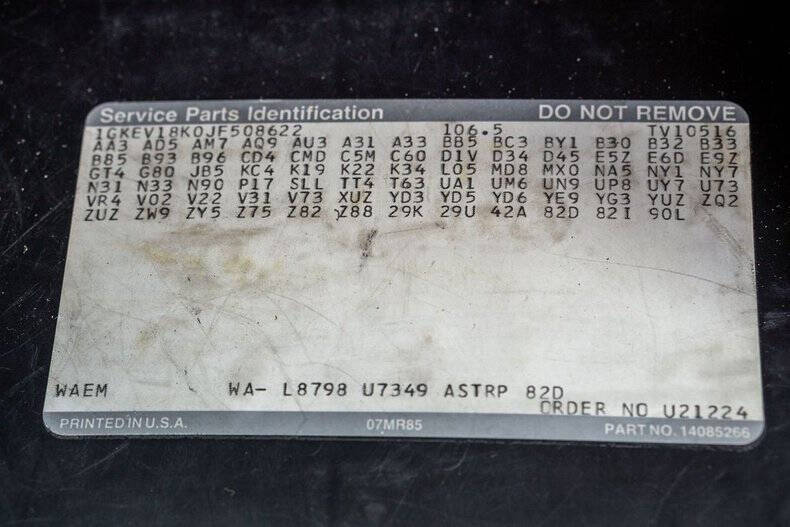 Service Parts Identification DO NOT REMOVE
1GKEV18K0JF508622 106.5 TV10516
AA3 AD5 AM7 AQ9 AU3 A31 A33 BB5 BC3 BY1 B30 B32 B33
B85 B93 B96 CD4 CMD C5M C60 D1V D34 D45 E5Z E6D E9Z
GT4 G80 JB5 KC4 K19 K22 K34 L05 MD8 MX0 NA5 NY1 NY7
N31 N33 N90 P17 SLL TT4 T63 UA1 UM6 UN9 UP8 UY7 U73
VR4 V02 V22 V31 V73 XUZ YD3 YD5 YD6 YE9 YG3 YUZ ZQ2
ZUZ ZW9 ZY5 Z75 Z82 Z88 29K 29U 42A 82D 82I 90L
WAEM WA- L8798 U7349 ASTRP 82D
ORDER NO U21224
PRINTED IN U.S.A. 07MR85 PART NO. 14085266